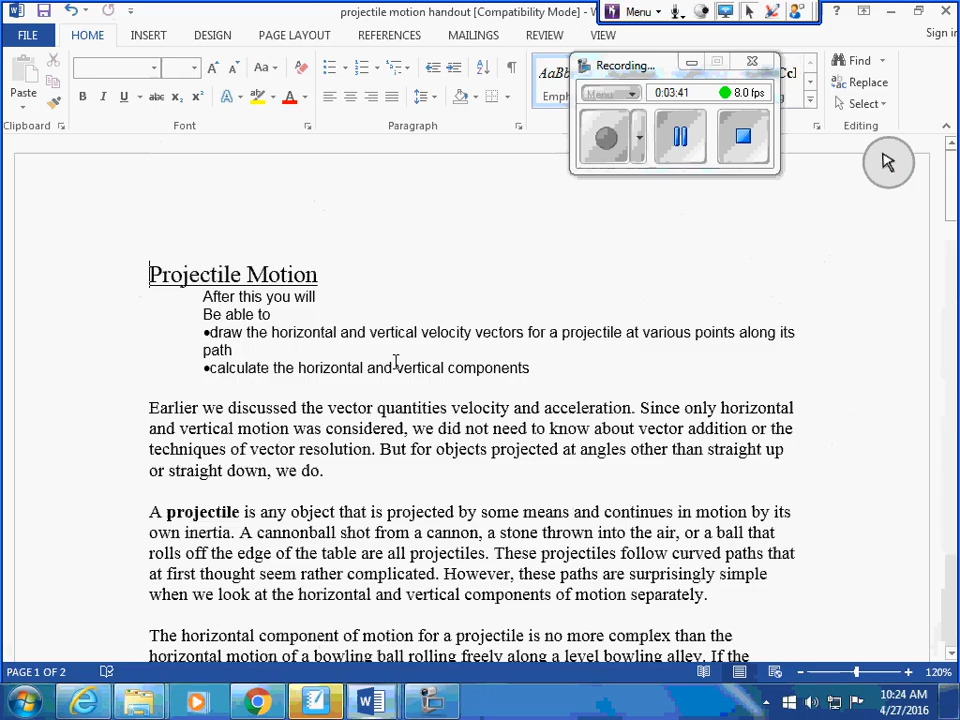 projectile motion handout [Compatibility Mode] - W
Menu
Sign in
FILE HOME INSERT DESIGN PAGE LAYOUT REFERENCES MAILINGS REVIEW VIEW
Recording...
Menu 0:03:41 8.0 fps
Paste
Aa
AaBb
Emph
B I U abc x₂ x² A ab A
Find
Replace
Select
Clipboard Font Paragraph Editing
Projectile Motion
After this you will
Be able to
•draw the horizontal and vertical velocity vectors for a projectile at various points along its
path
•calculate the horizontal and vertical components
Earlier we discussed the vector quantities velocity and acceleration. Since only horizontal
and vertical motion was considered, we did not need to know about vector addition or the
techniques of vector resolution. But for objects projected at angles other than straight up
or straight down, we do.
A projectile is any object that is projected by some means and continues in motion by its
own inertia. A cannonball shot from a cannon, a stone thrown into the air, or a ball that
rolls off the edge of the table are all projectiles. These projectiles follow curved paths that
at first thought seem rather complicated. However, these paths are surprisingly simple
when we look at the horizontal and vertical components of motion separately.
The horizontal component of motion for a projectile is no more complex than the
horizontal motion of a bowling ball rolling freely along a level bowling alley. If the
PAGE 1 OF 2 120%
10:24 AM
4/27/2016